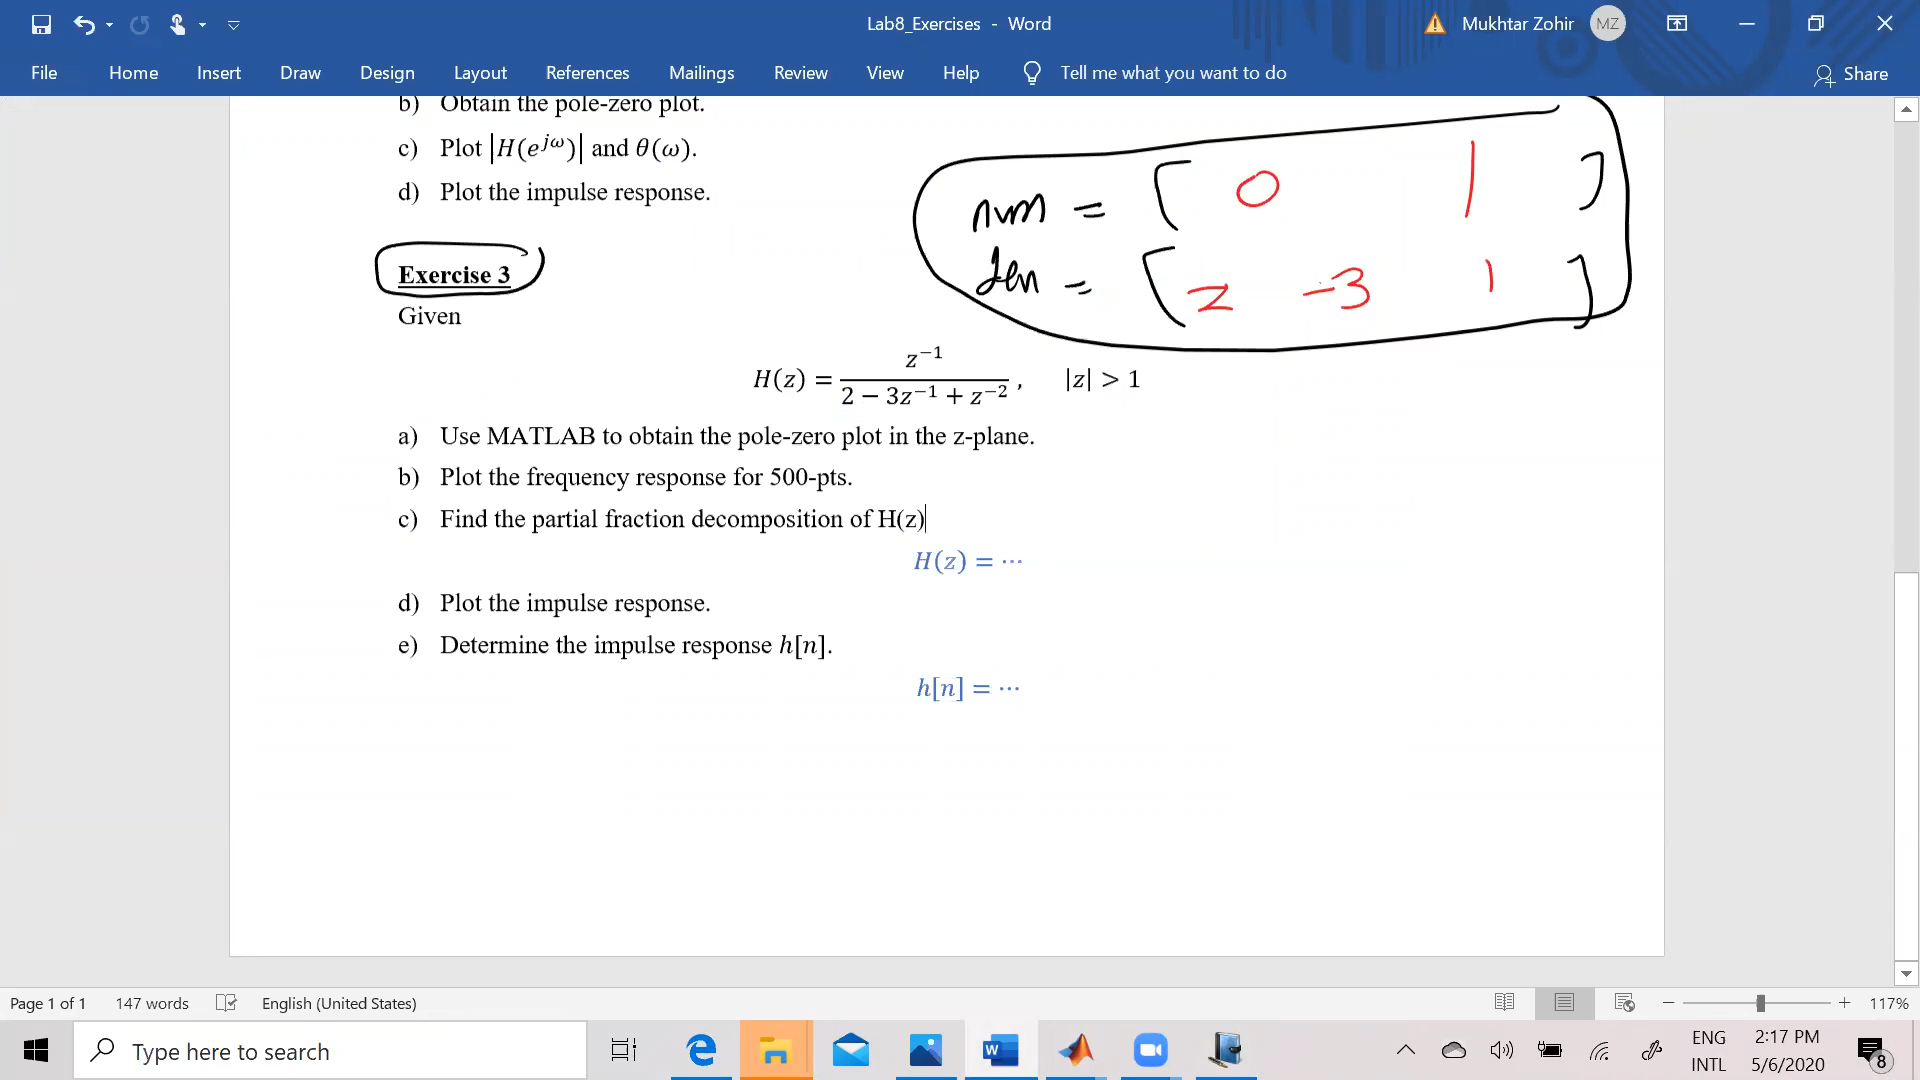 Lab8_Exercises - Word
Mukhtar Zohir MZ
File Home Insert Draw Design Layout References Mailings Review View Help Tell me what you want to do Share
b) Obtain the pole-zero plot.
c) Plot |H(e^{jω})| and θ(ω).
d) Plot the impulse response.
num = [ 0 1 ]
den = [ 2 -3 1 ]
Exercise 3
Given
H(z) = z⁻¹ / (2 − 3z⁻¹ + z⁻²), |z| > 1
a) Use MATLAB to obtain the pole-zero plot in the z-plane.
b) Plot the frequency response for 500-pts.
c) Find the partial fraction decomposition of H(z)
H(z) = ⋯
d) Plot the impulse response.
e) Determine the impulse response h[n].
h[n] = ⋯
Page 1 of 1 147 words English (United States) 117%
Type here to search
ENG
INTL
2:17 PM
5/6/2020
8